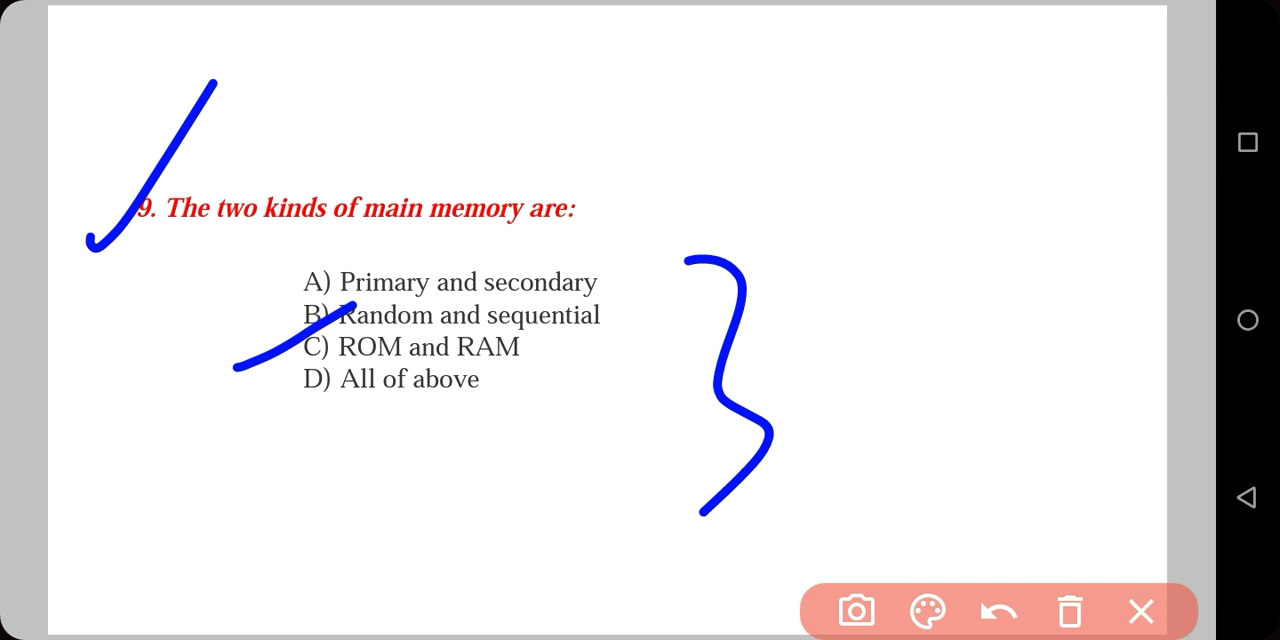 9. The two kinds of main memory are:
A) Primary and secondary
B) Random and sequential
C) ROM and RAM
D) All of above